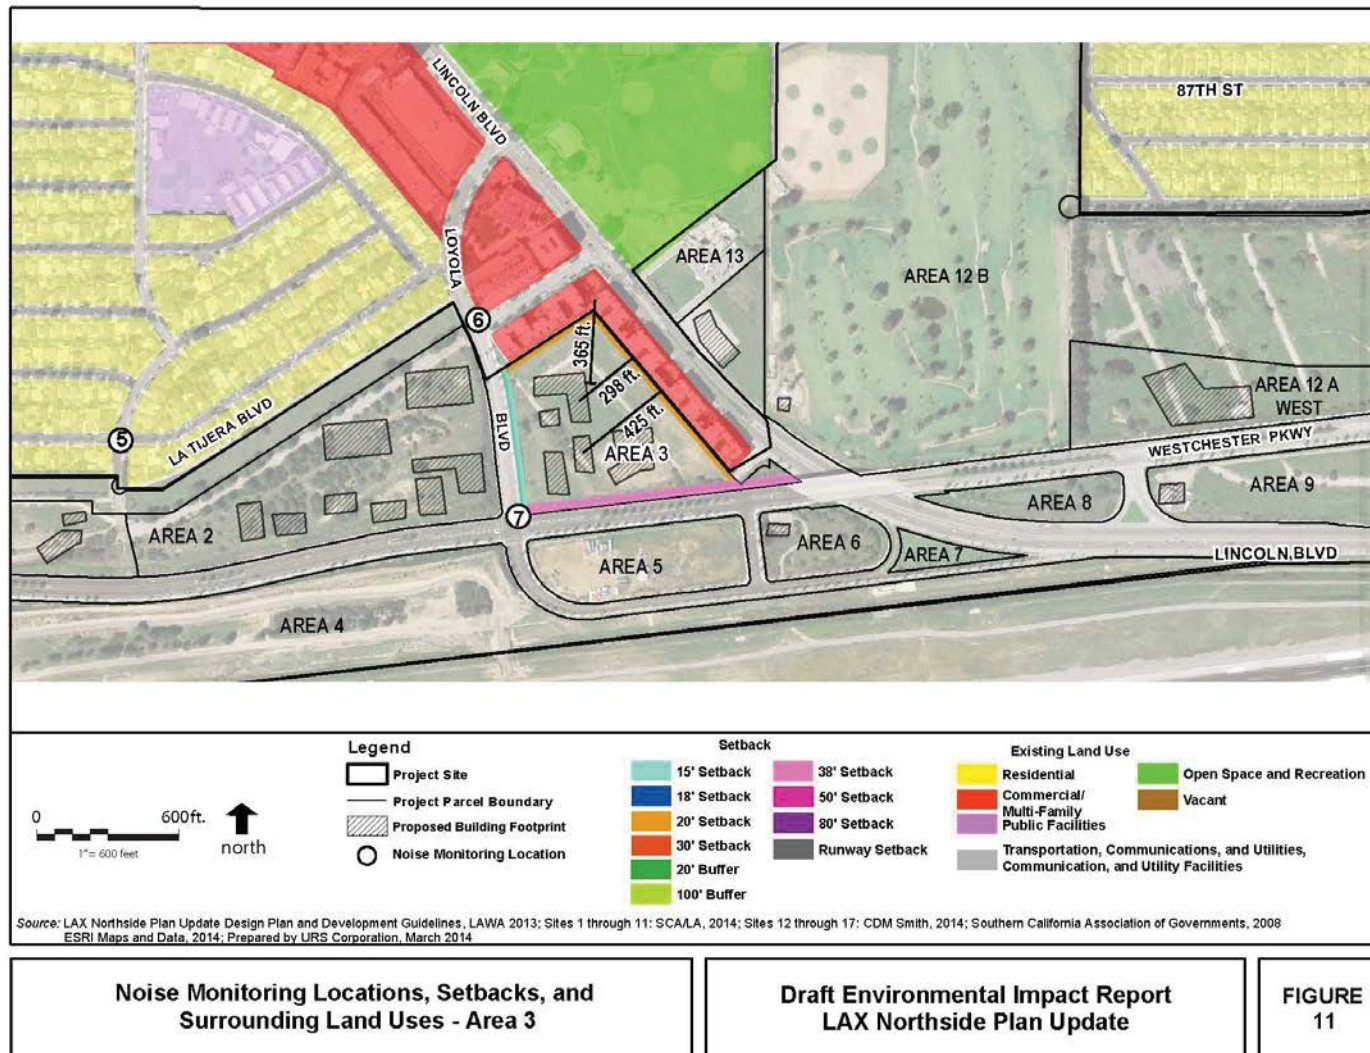 LINCOLN BLVD
87TH ST
LOYOLA
AREA 13
AREA 12 B
6
365 ft.
298 ft.
425 ft.
AREA 12 A
WEST
5
LA TIJERA BLVD
BLVD
AREA 3
WESTCHESTER PKWY
7
AREA 2
AREA 8
AREA 9
AREA 5
AREA 6
AREA 7
LINCOLN BLVD
AREA 4
Legend
Project Site
Project Parcel Boundary
Proposed Building Footprint
Noise Monitoring Location
0 600 ft.
1"= 600 feet
north
Setback
15' Setback
18' Setback
20' Setback
30' Setback
20' Buffer
100' Buffer
38' Setback
50' Setback
80' Setback
Runway Setback
Existing Land Use
Residential
Commercial/
Multi-Family
Public Facilities
Transportation, Communications, and Utilities,
Communication, and Utility Facilities
Open Space and Recreation
Vacant
Source: LAX Northside Plan Update Design Plan and Development Guidelines, LAWA 2013; Sites 1 through 11: SCA/LA, 2014; Sites 12 through 17: CDM Smith, 2014; Southern California Association of Governments, 2008
ESRI Maps and Data, 2014; Prepared by URS Corporation, March 2014
Noise Monitoring Locations, Setbacks, and
Surrounding Land Uses - Area 3
Draft Environmental Impact Report
LAX Northside Plan Update
FIGURE
11